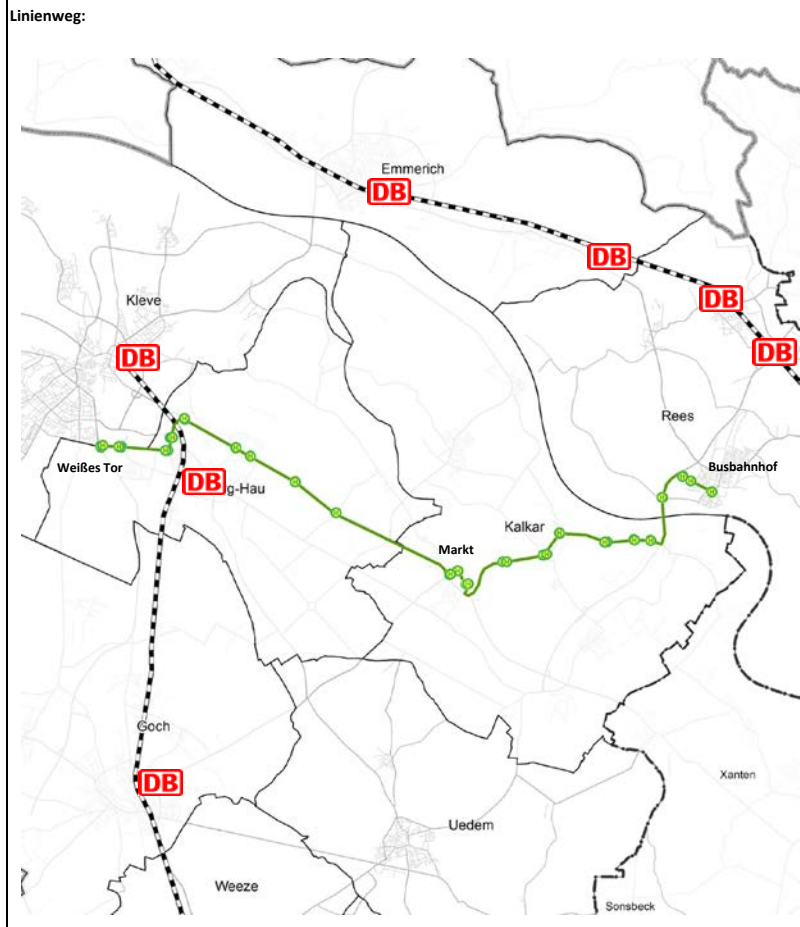 Linienweg:
Emmerich
DB
DB
DB
Kleve
DB
DB
Rees
Weißes Tor
Busbahnhof
DB
g-Hau
Kalkar
Markt
Goch
DB
Xanten
Uedem
Weeze
Sonsbeck